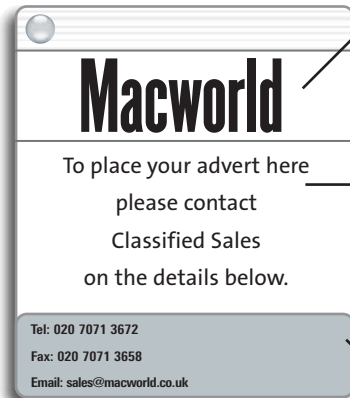 Macworld
To place your advert here
please contact
Classified Sales
on the details below.
Tel: 020 7071 3672
Fax: 020 7071 3658
Email: sales@macworld.co.uk